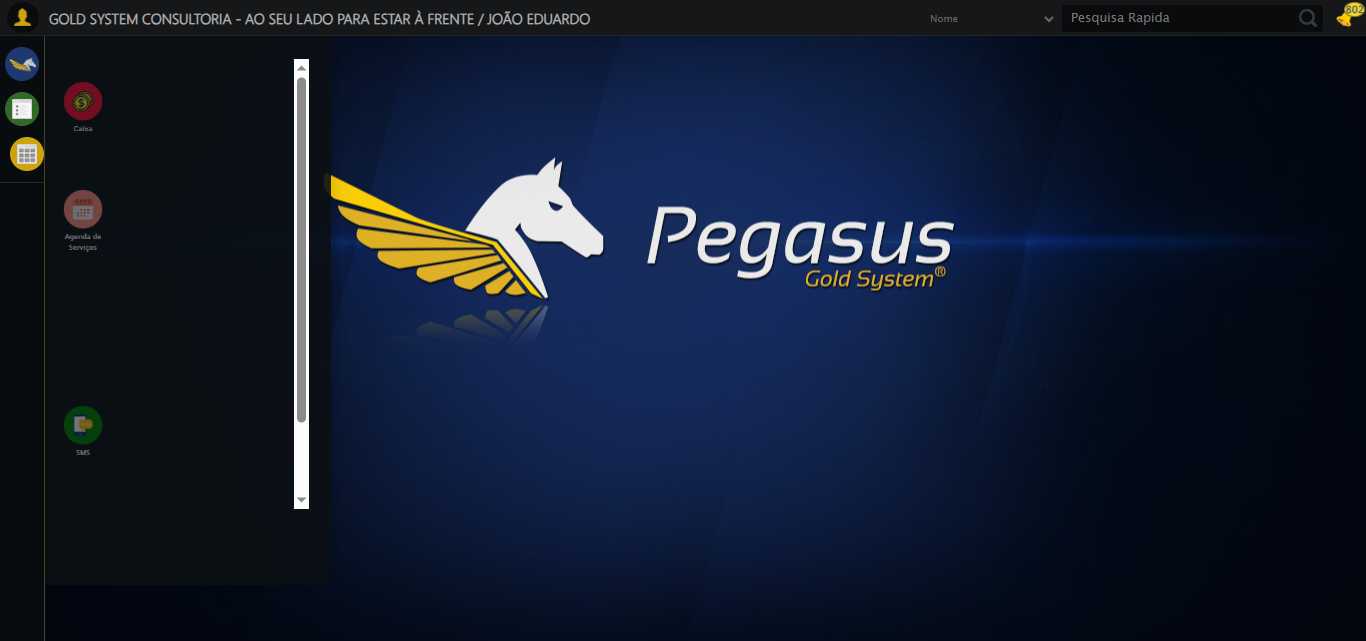 GOLD SYSTEM CONSULTORIA - AO SEU LADO PARA ESTAR À FRENTE / JOÃO EDUARDO
Nome
Pesquisa Rapida
802
Caixa
Agenda de
Serviços
SMS
Pegasus
Gold System®